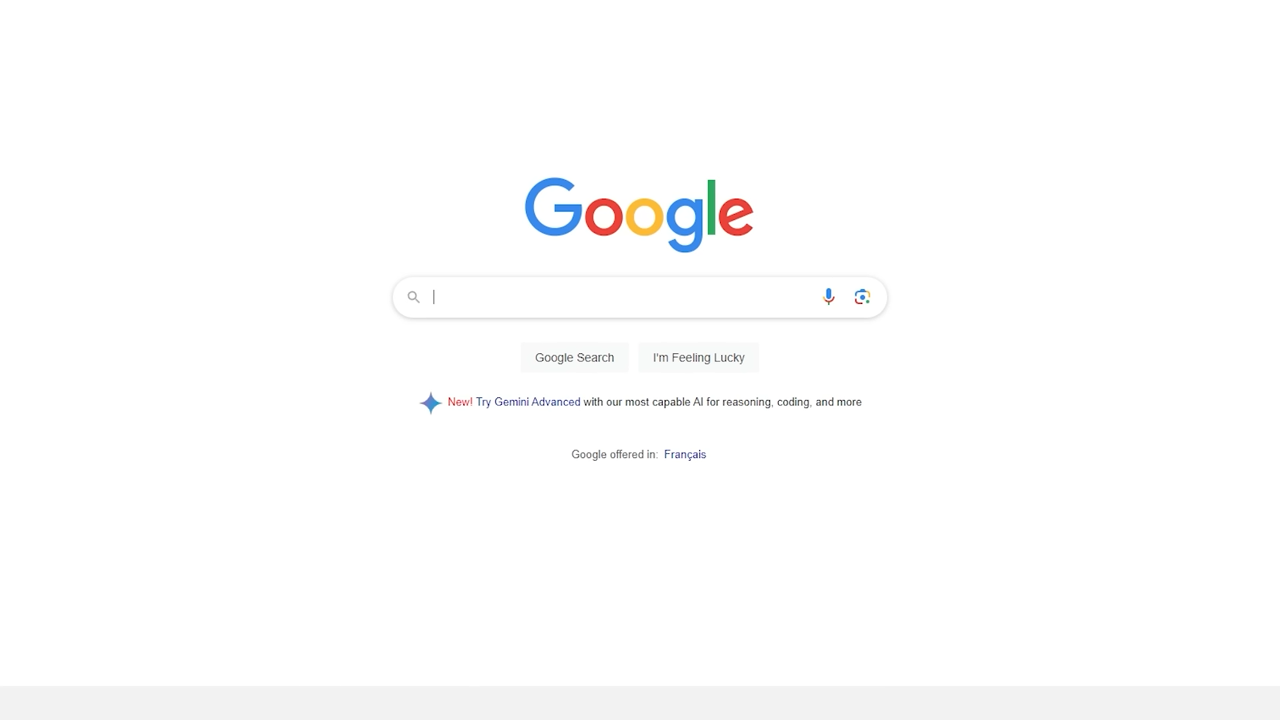 Google
Google Search
I'm Feeling Lucky
New! Try Gemini Advanced with our most capable AI for reasoning, coding, and more
Google offered in: Français